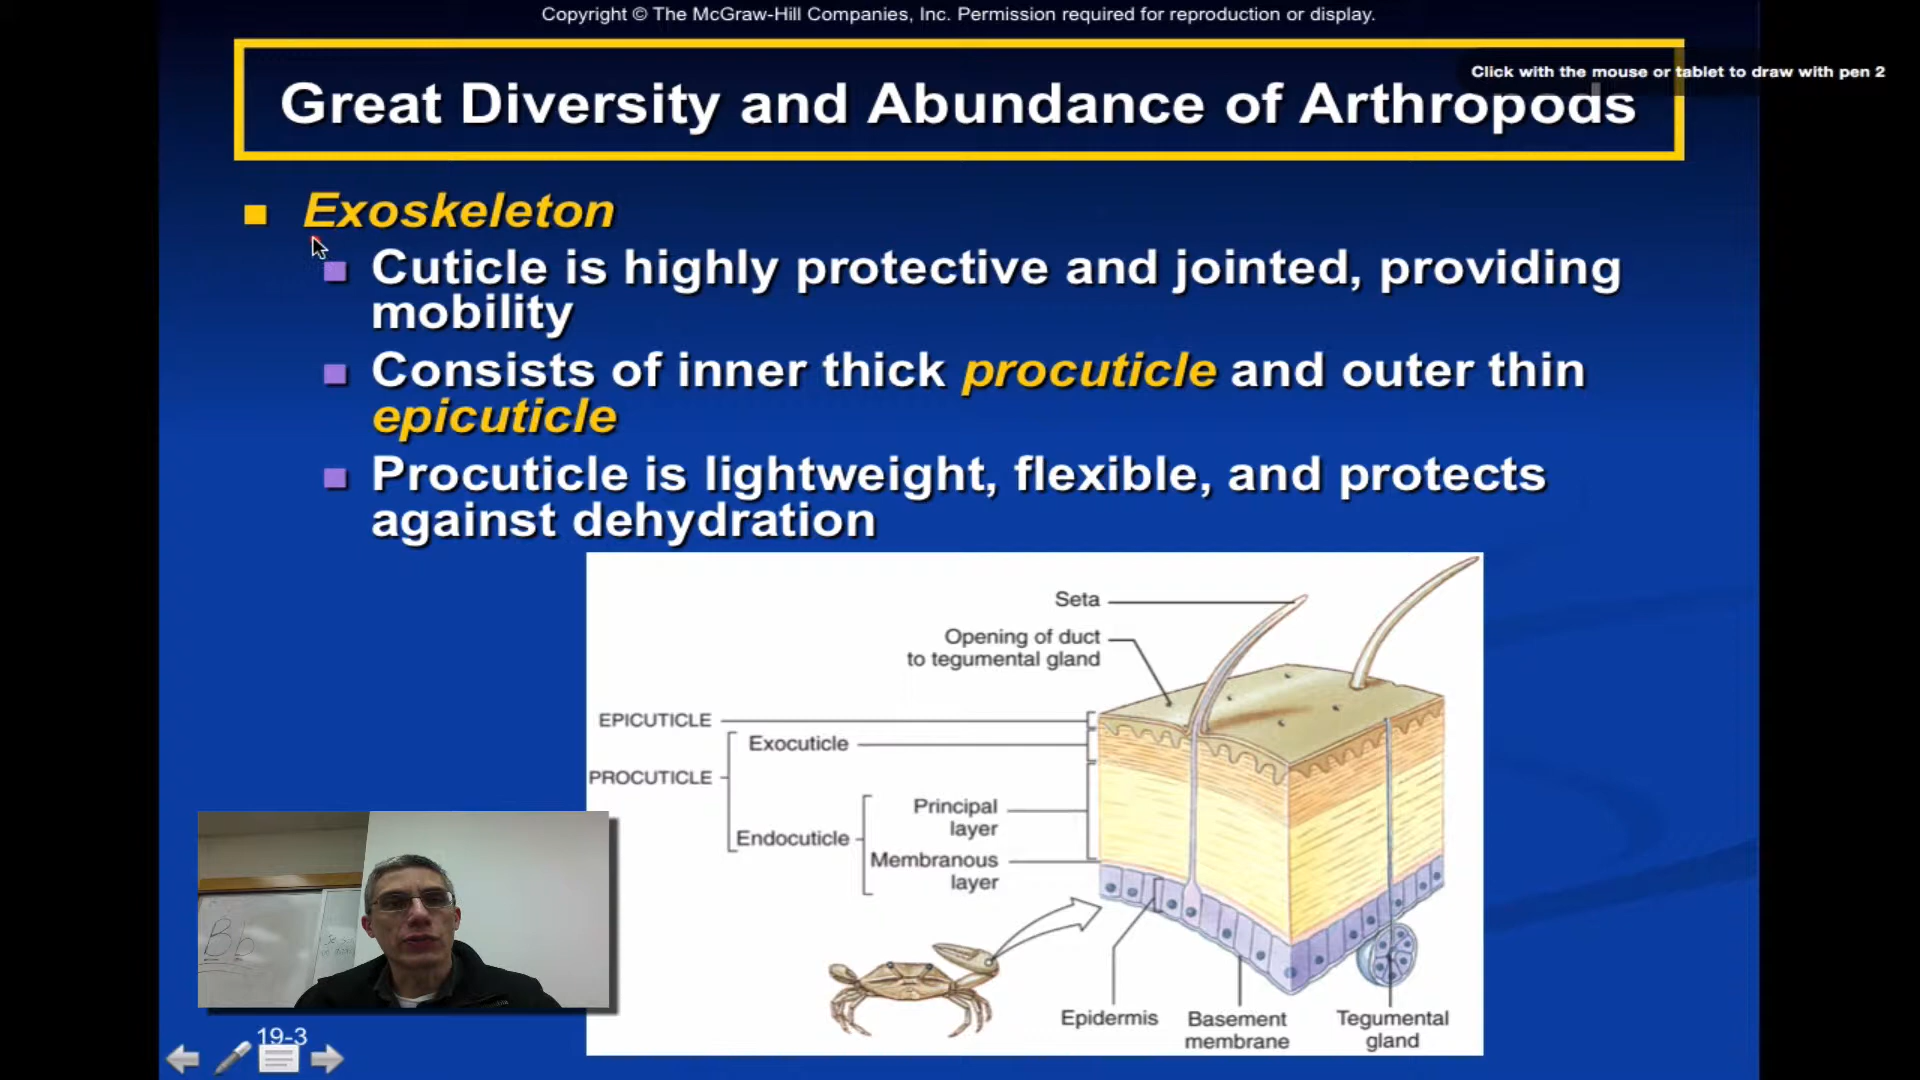 Copyright © The McGraw-Hill Companies, Inc. Permission required for reproduction or display.
Click with the mouse or tablet to draw with pen 2
Great Diversity and Abundance of Arthropods
Exoskeleton
Cuticle is highly protective and jointed, providing
mobility
Consists of inner thick procuticle and outer thin
epicuticle
Procuticle is lightweight, flexible, and protects
against dehydration
Seta
Opening of duct
to tegumental gland
EPICUTICLE
Exocuticle
PROCUTICLE
Principal
layer
Endocuticle
Membranous
layer
Bb
Epidermis
Basement
membrane
Tegumental
gland
19-3